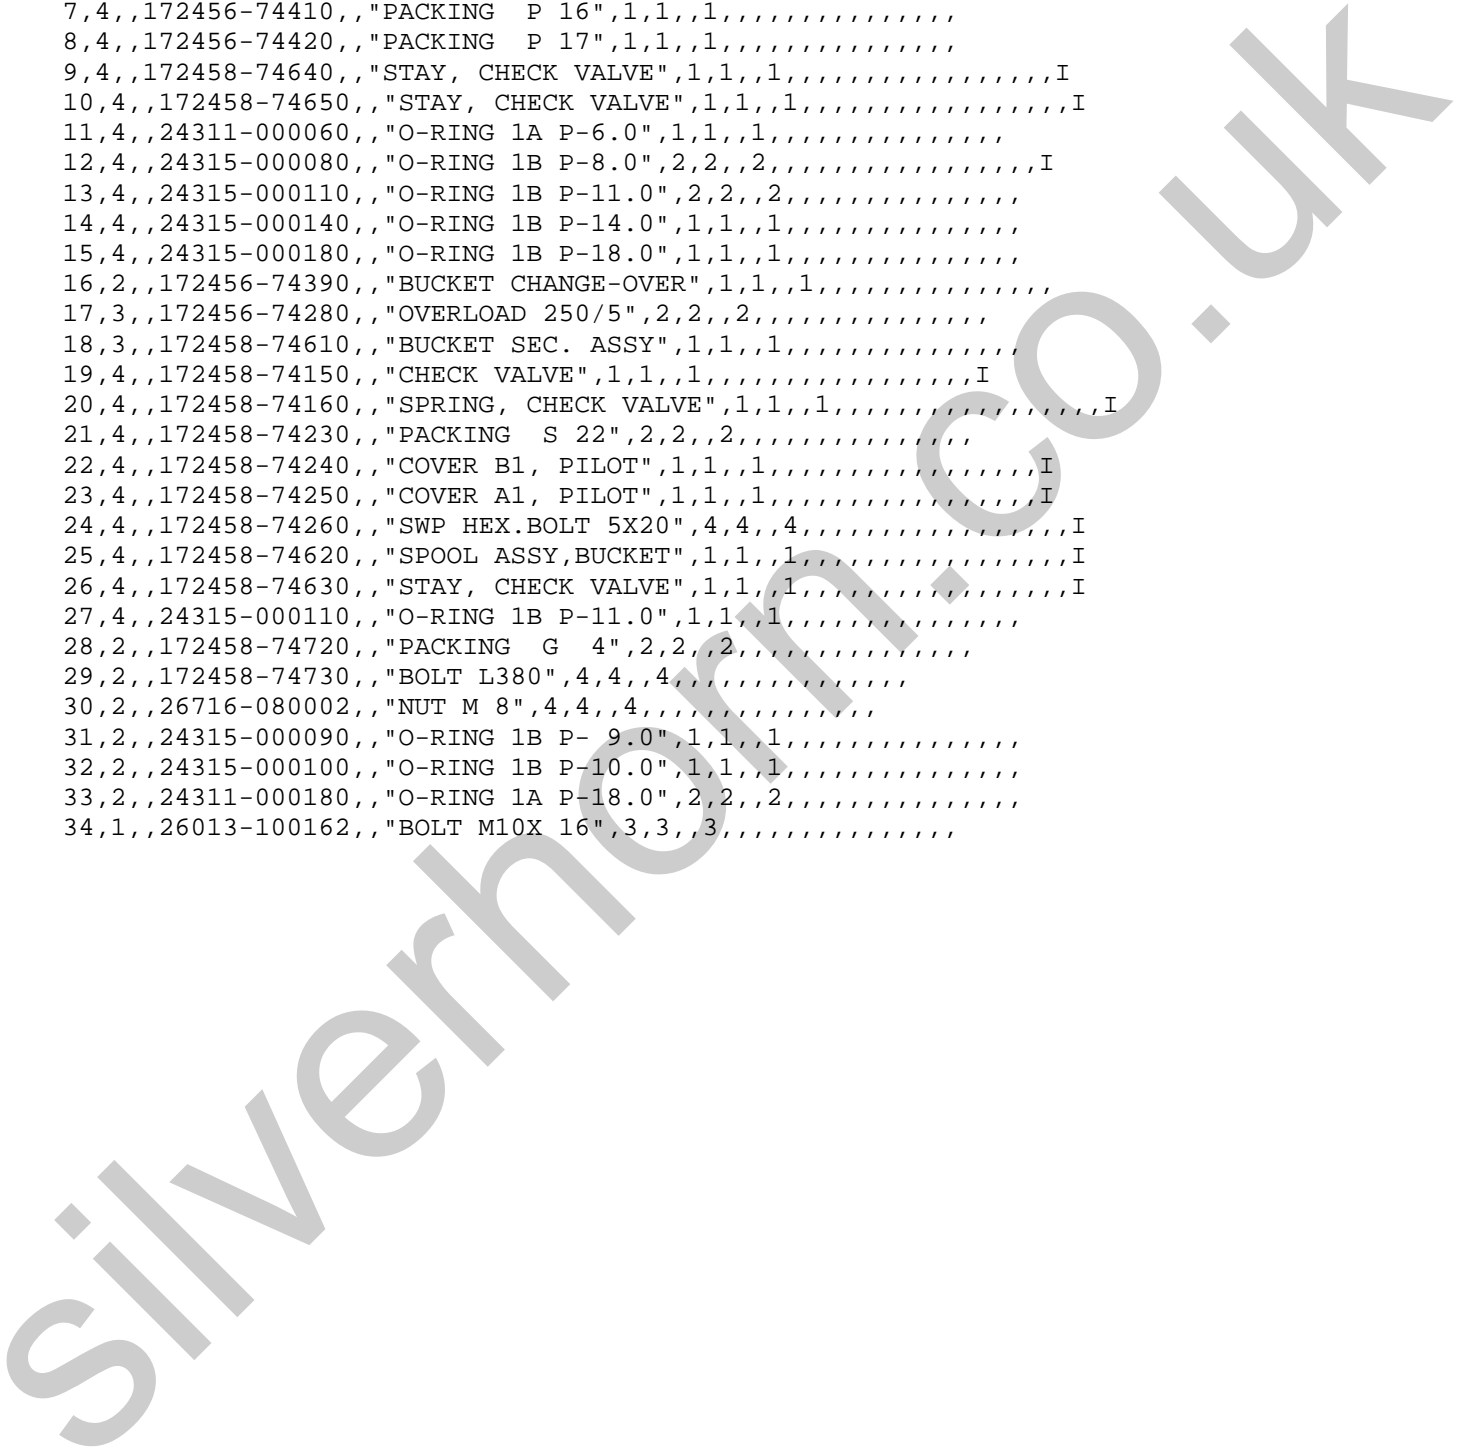 7,4,,172456-74410,,"PACKING  P 16",1,1,,1,,,,,,,,,,,,,,,
8,4,,172456-74420,,"PACKING  P 17",1,1,,1,,,,,,,,,,,,,,,
9,4,,172458-74640,,"STAY, CHECK VALVE",1,1,,1,,,,,,,,,,,,,,,,,I
10,4,,172458-74650,,"STAY, CHECK VALVE",1,1,,1,,,,,,,,,,,,,,,,,I
11,4,,24311-000060,,"O-RING 1A P-6.0",1,1,,1,,,,,,,,,,,,,,,
12,4,,24315-000080,,"O-RING 1B P-8.0",2,2,,2,,,,,,,,,,,,,,,,,I
13,4,,24315-000110,,"O-RING 1B P-11.0",2,2,,2,,,,,,,,,,,,,,,
14,4,,24315-000140,,"O-RING 1B P-14.0",1,1,,1,,,,,,,,,,,,,,,
15,4,,24315-000180,,"O-RING 1B P-18.0",1,1,,1,,,,,,,,,,,,,,,
16,2,,172456-74390,,"BUCKET CHANGE-OVER",1,1,,1,,,,,,,,,,,,,,,
17,3,,172456-74280,,"OVERLOAD 250/5",2,2,,2,,,,,,,,,,,,,,,
18,3,,172458-74610,,"BUCKET SEC. ASSY",1,1,,1,,,,,,,,,,,,,,,
19,4,,172458-74150,,"CHECK VALVE",1,1,,1,,,,,,,,,,,,,,,,,I
20,4,,172458-74160,,"SPRING, CHECK VALVE",1,1,,1,,,,,,,,,,,,,,,,,I
21,4,,172458-74230,,"PACKING  S 22",2,2,,2,,,,,,,,,,,,,,,
22,4,,172458-74240,,"COVER B1, PILOT",1,1,,1,,,,,,,,,,,,,,,,,I
23,4,,172458-74250,,"COVER A1, PILOT",1,1,,1,,,,,,,,,,,,,,,,,I
24,4,,172458-74260,,"SWP HEX.BOLT 5X20",4,4,,4,,,,,,,,,,,,,,,,,I
25,4,,172458-74620,,"SPOOL ASSY,BUCKET",1,1,,1,,,,,,,,,,,,,,,,,I
26,4,,172458-74630,,"STAY, CHECK VALVE",1,1,,1,,,,,,,,,,,,,,,,,I
27,4,,24315-000110,,"O-RING 1B P-11.0",1,1,,1,,,,,,,,,,,,,,,
28,2,,172458-74720,,"PACKING  G  4",2,2,,2,,,,,,,,,,,,,,,
29,2,,172458-74730,,"BOLT L380",4,4,,4,,,,,,,,,,,,,,,
30,2,,26716-080002,,"NUT M 8",4,4,,4,,,,,,,,,,,,,,,
31,2,,24315-000090,,"O-RING 1B P- 9.0",1,1,,1,,,,,,,,,,,,,,,
32,2,,24315-000100,,"O-RING 1B P-10.0",1,1,,1,,,,,,,,,,,,,,,
33,2,,24311-000180,,"O-RING 1A P-18.0",2,2,,2,,,,,,,,,,,,,,,
34,1,,26013-100162,,"BOLT M10X 16",3,3,,3,,,,,,,,,,,,,,,
silverhorn.co.uk